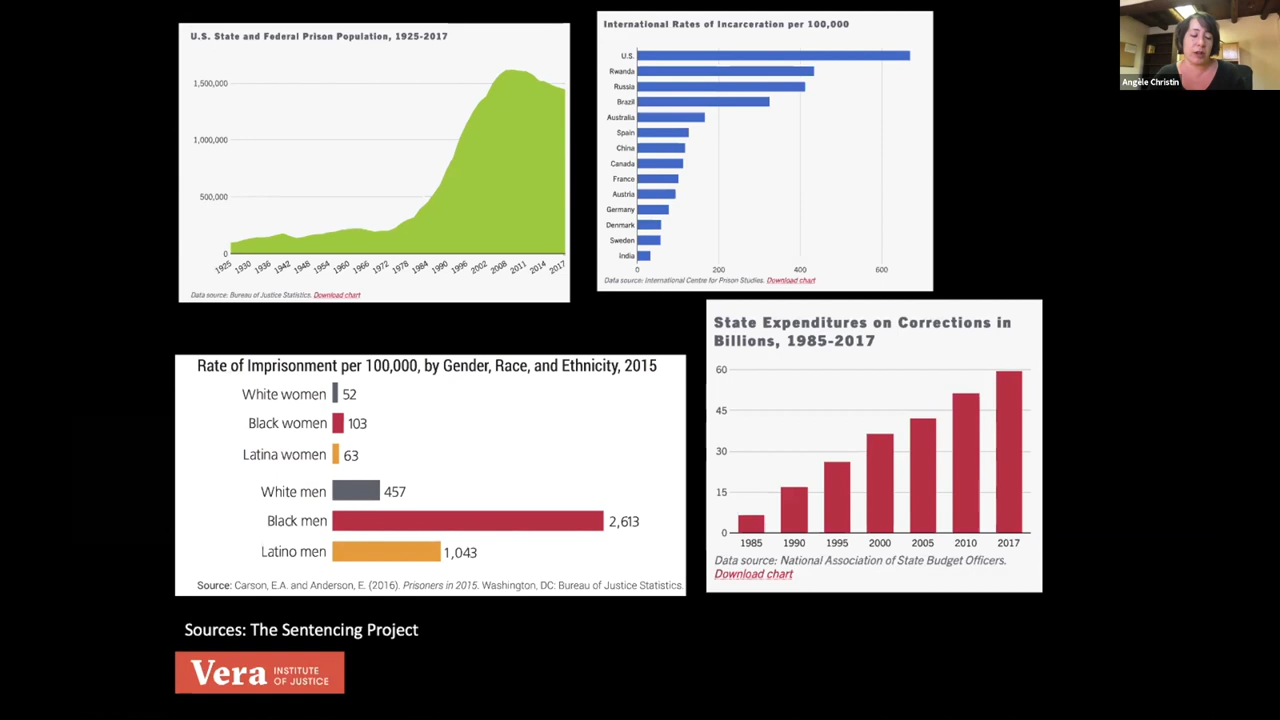 U.S. State and Federal Prison Population, 1925-2017
1,500,000
1,000,000
500,000
0
1925 1930 1936 1942 1948 1954 1960 1966 1972 1978 1984 1990 1996 2002 2008 2011 2014 2017
Data source: Bureau of Justice Statistics. Download chart
International Rates of Incarceration per 100,000
U.S.
Rwanda
Russia
Brazil
Australia
Spain
China
Canada
France
Austria
Germany
Denmark
Sweden
India
0 200 400 600
Data source: International Centre for Prison Studies. Download chart
Angèle Christin
Rate of Imprisonment per 100,000, by Gender, Race, and Ethnicity, 2015
White women 52
Black women 103
Latina women 63
White men 457
Black men 2,613
Latino men 1,043
Source: Carson, E.A. and Anderson, E. (2016). Prisoners in 2015. Washington, DC: Bureau of Justice Statistics.
State Expenditures on Corrections in
Billions, 1985-2017
60
45
30
15
0
1985 1990 1995 2000 2005 2010 2017
Data source: National Association of State Budget Officers.
Download chart
Sources: The Sentencing Project
Vera INSTITUTE
OF JUSTICE